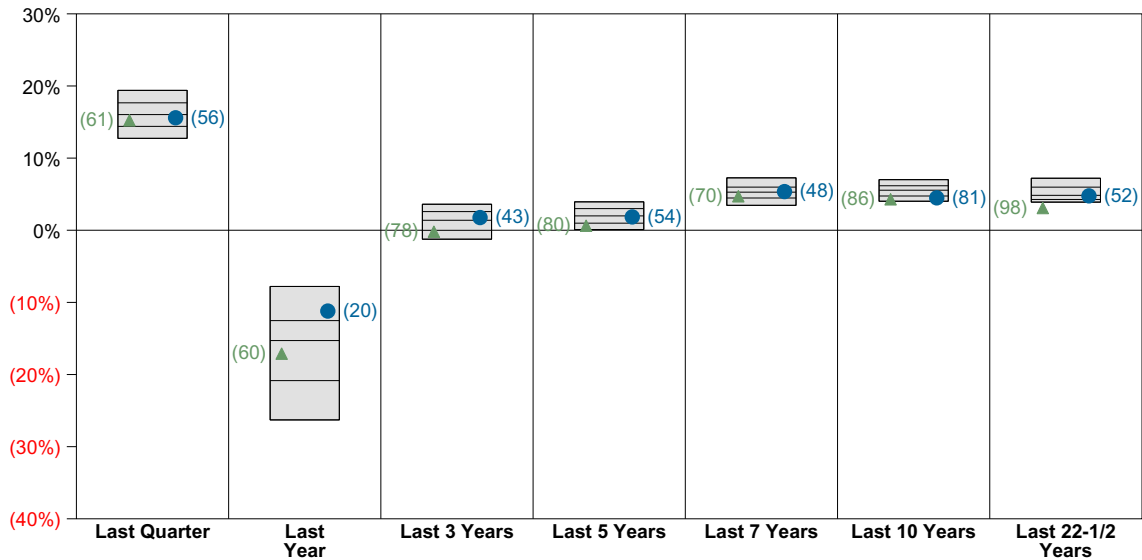 30%
20%
10%
0%
(10%)
(20%)
(30%)
(40%)
(61) (56)
(60) (20)
(78) (43)
(80) (54)
(70) (48)
(86) (81)
(98) (52)
Last Quarter
Last
Year
Last 3 Years
Last 5 Years
Last 7 Years
Last 10 Years
Last 22-1/2
Years